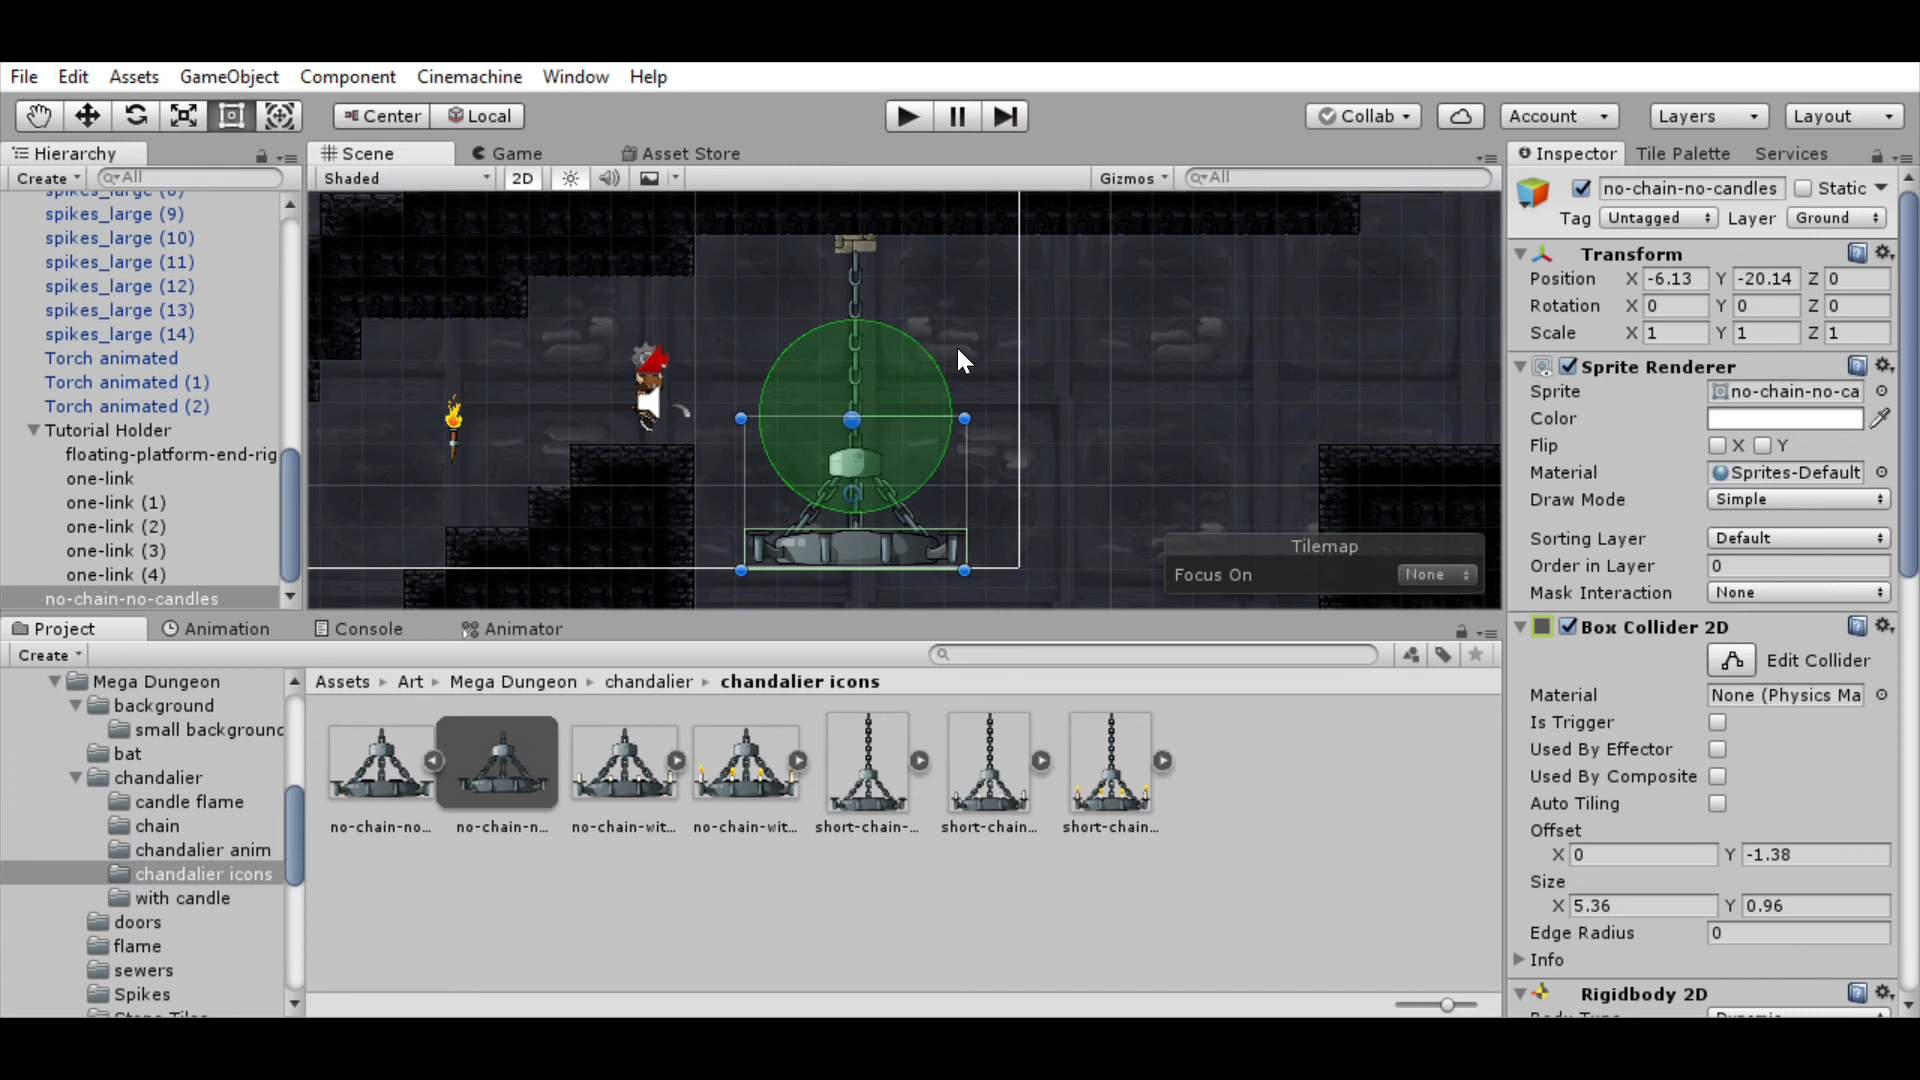 File Edit Assets GameObject Component Cinemachine Window Help
Center Local Collab Account Layers Layout
Hierarchy
Create All
spikes_large (9)
spikes_large (10)
spikes_large (11)
spikes_large (12)
spikes_large (13)
spikes_large (14)
Torch animated
Torch animated (1)
Torch animated (2)
Tutorial Holder
floating-platform-end-rig
one-link
one-link (1)
one-link (2)
one-link (3)
one-link (4)
no-chain-no-candles
Scene Game Asset Store
Shaded 2D Gizmos All
Tilemap
Focus On None
Inspector Tile Palette Services
no-chain-no-candles Static
Tag Untagged Layer Ground
Transform
Position X -6.13 Y -20.14 Z 0
Rotation X 0 Y 0 Z 0
Scale X 1 Y 1 Z 1
Sprite Renderer
Sprite no-chain-no-ca
Color
Flip X Y
Material Sprites-Default
Draw Mode Simple
Sorting Layer Default
Order in Layer 0
Mask Interaction None
Box Collider 2D
Edit Collider
Material None (Physics Ma
Is Trigger
Used By Effector
Used By Composite
Auto Tiling
Offset
X 0 Y -1.38
Size
X 5.36 Y 0.96
Edge Radius 0
Info
Rigidbody 2D
Project Animation Console Animator
Create
Mega Dungeon
background
small background
bat
chandalier
candle flame
chain
chandalier anim
chandalier icons
with candle
doors
flame
sewers
Spikes
Assets Art Mega Dungeon chandalier chandalier icons
no-chain-no... no-chain-n... no-chain-wit... no-chain-wit... short-chain-... short-chain... short-chain...